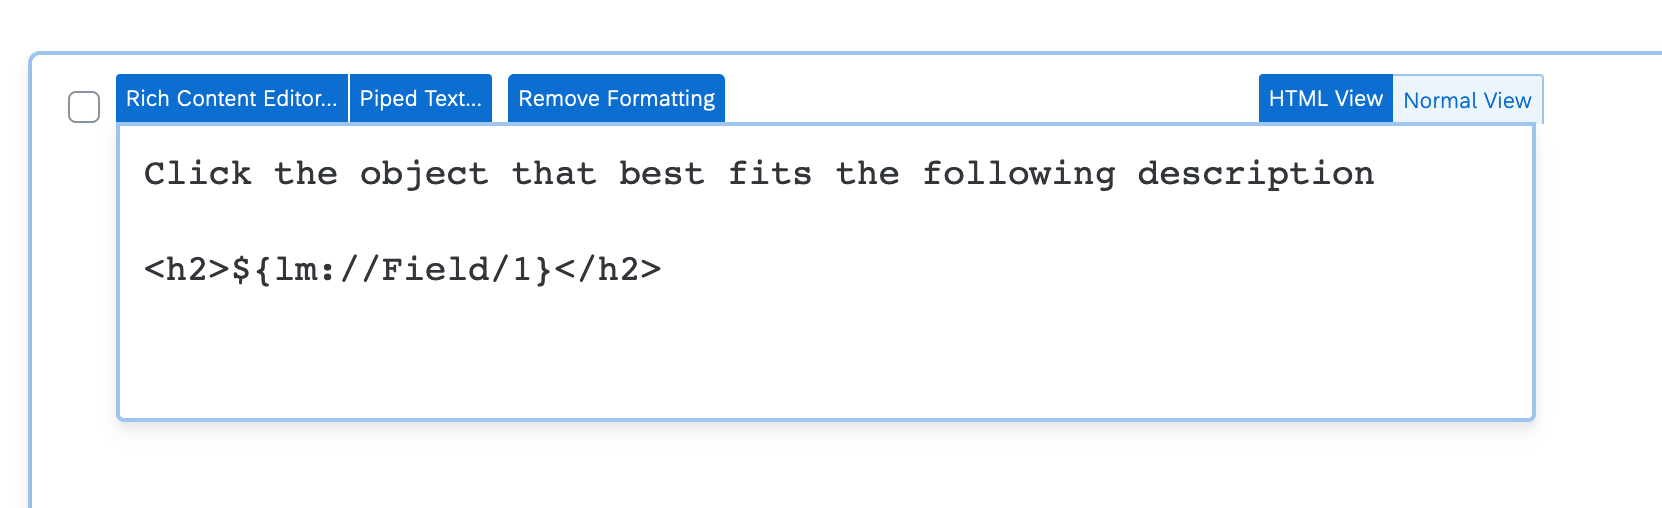 Rich Content Editor... Piped Text... Remove Formatting HTML View Normal View
Click the object that best fits the following description
<h2>${lm://Field/1}</h2>